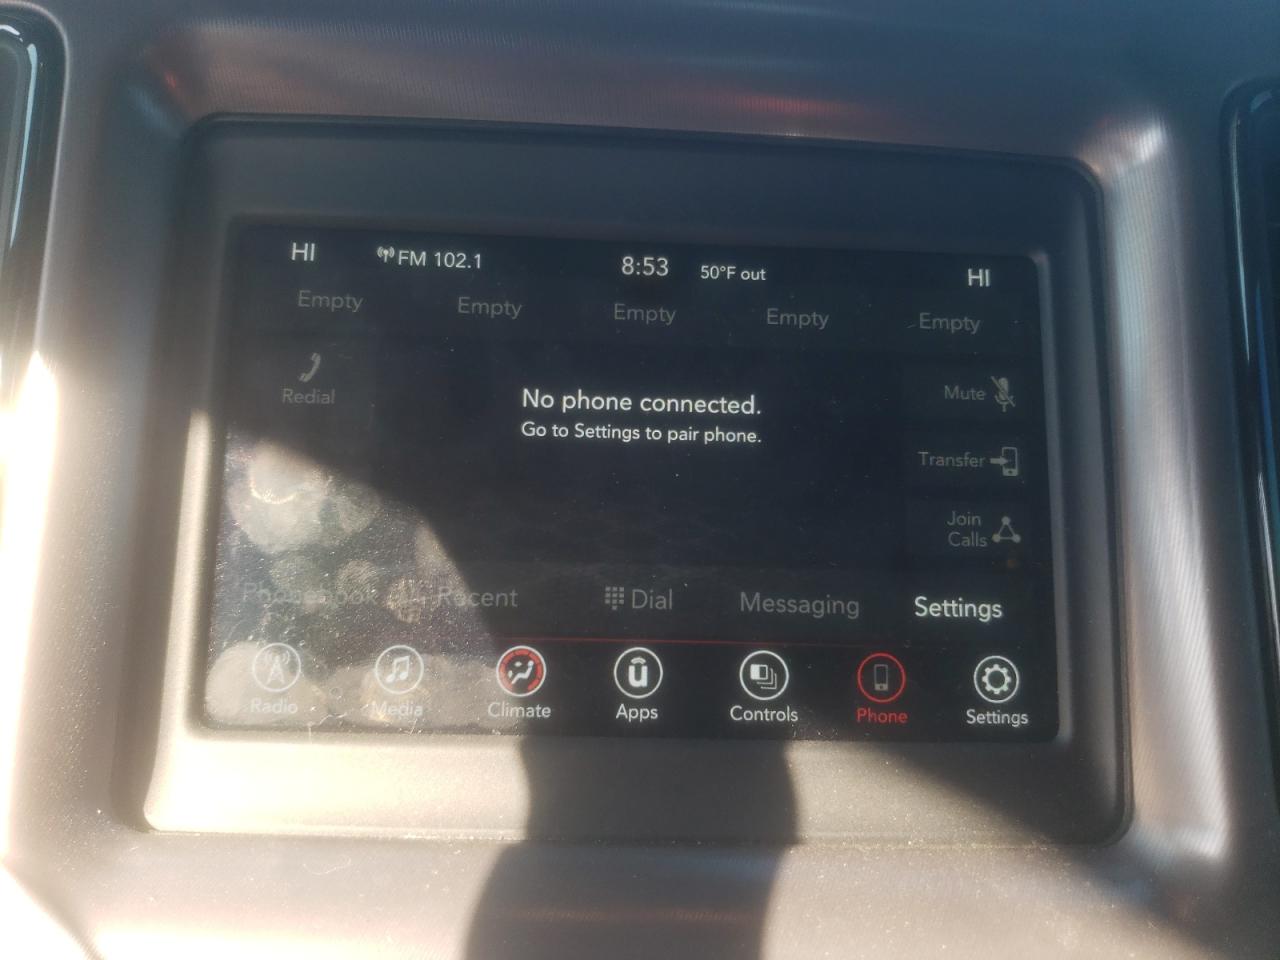 HI FM 102.1 8:53 50°F out HI
Empty Empty Empty Empty Empty
Redial
No phone connected.
Go to Settings to pair phone.
Mute
Transfer
Join
Calls
Phonebook Recent Dial Messaging Settings
Radio Media Climate Apps Controls Phone Settings